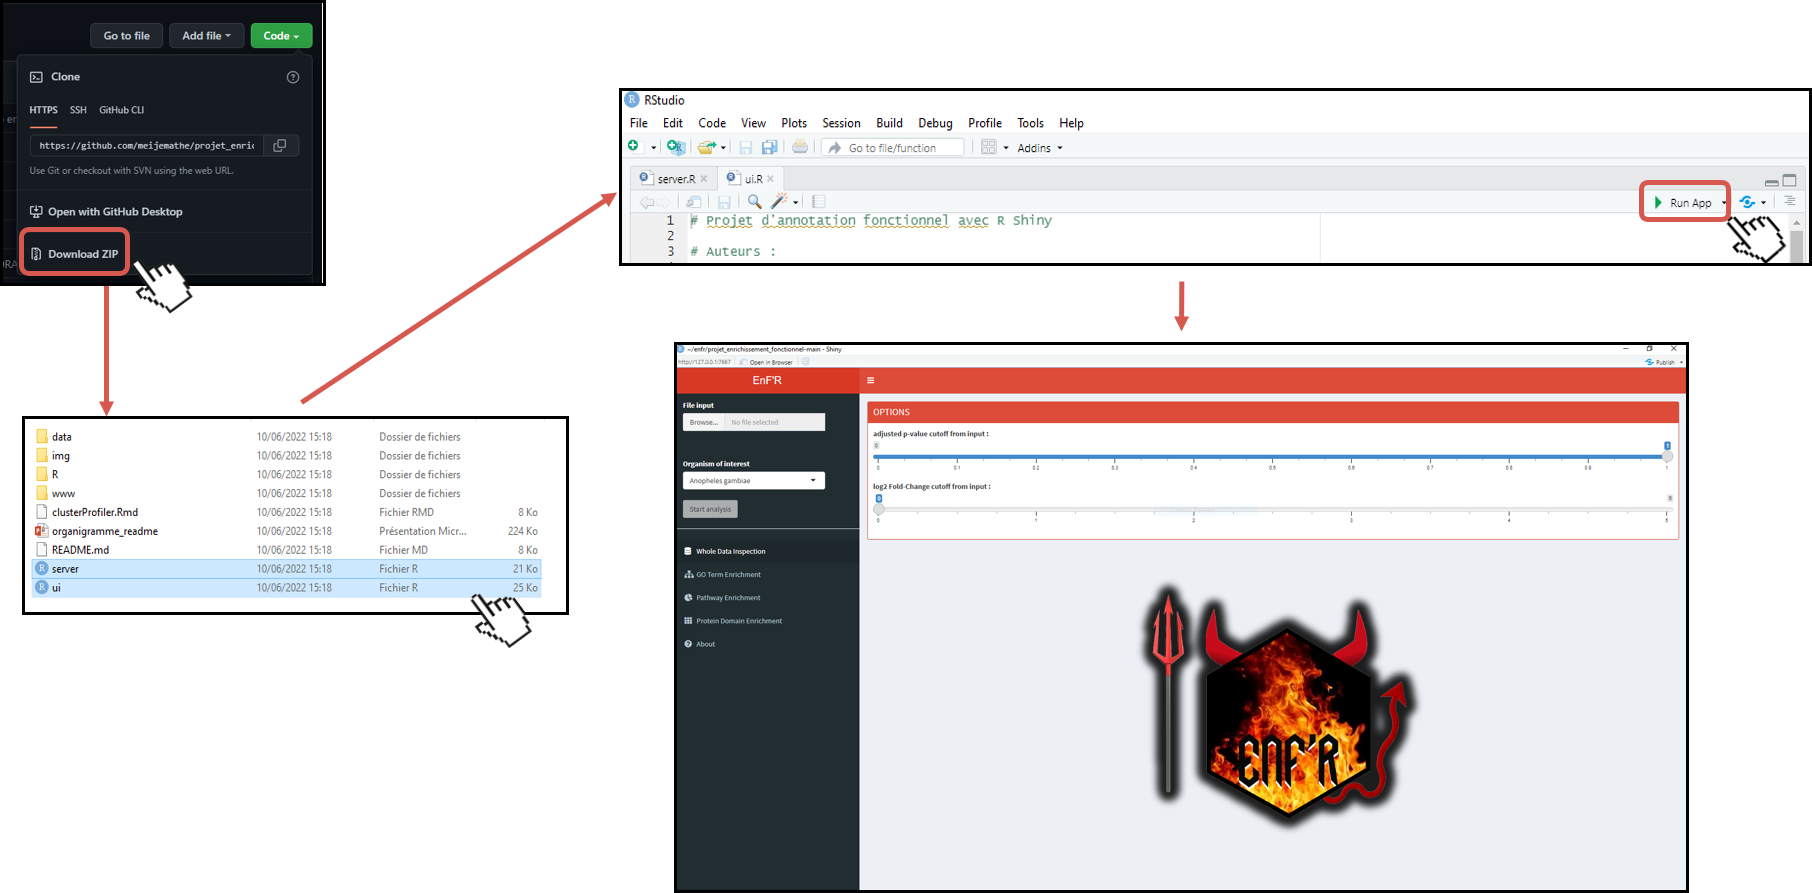 Go to file
Add file
Code
Clone
HTTPS SSH GitHub CLI
https://github.com/meijemathe/projet_enric
Use Git or checkout with SVN using the web URL.
Open with GitHub Desktop
Download ZIP
data 10/06/2022 15:18 Dossier de fichiers
img 10/06/2022 15:18 Dossier de fichiers
R 10/06/2022 15:18 Dossier de fichiers
www 10/06/2022 15:18 Dossier de fichiers
clusterProfiler.Rmd 10/06/2022 15:18 Fichier RMD 8 Ko
organigramme_readme 10/06/2022 15:18 Présentation Micr... 224 Ko
README.md 10/06/2022 15:18 Fichier MD 8 Ko
server 10/06/2022 15:18 Fichier R 21 Ko
ui 10/06/2022 15:18 Fichier R 25 Ko
RStudio
File Edit Code View Plots Session Build Debug Profile Tools Help
Go to file/function Addins
server.R ui.R
Run App
1 # Projet d'annotation fonctionnel avec R Shiny
2
3 # Auteurs :
~/enfr/projet_enrichissement_fonctionnel-main - Shiny
http://127.0.0.1:7667 Open in Browser Publish
EnF'R
File input
Browse... No file selected
Organism of interest
Anopheles gambiae
Start analysis
Whole Data Inspection
GO Term Enrichment
Pathway Enrichment
Protein Domain Enrichment
About
OPTIONS
adjusted p-value cutoff from input :
0 1
0 0.1 0.2 0.3 0.4 0.5 0.6 0.7 0.8 0.9 1
log2 Fold-Change cutoff from input :
0 5
0 1 2 3 4 5
ENF'R